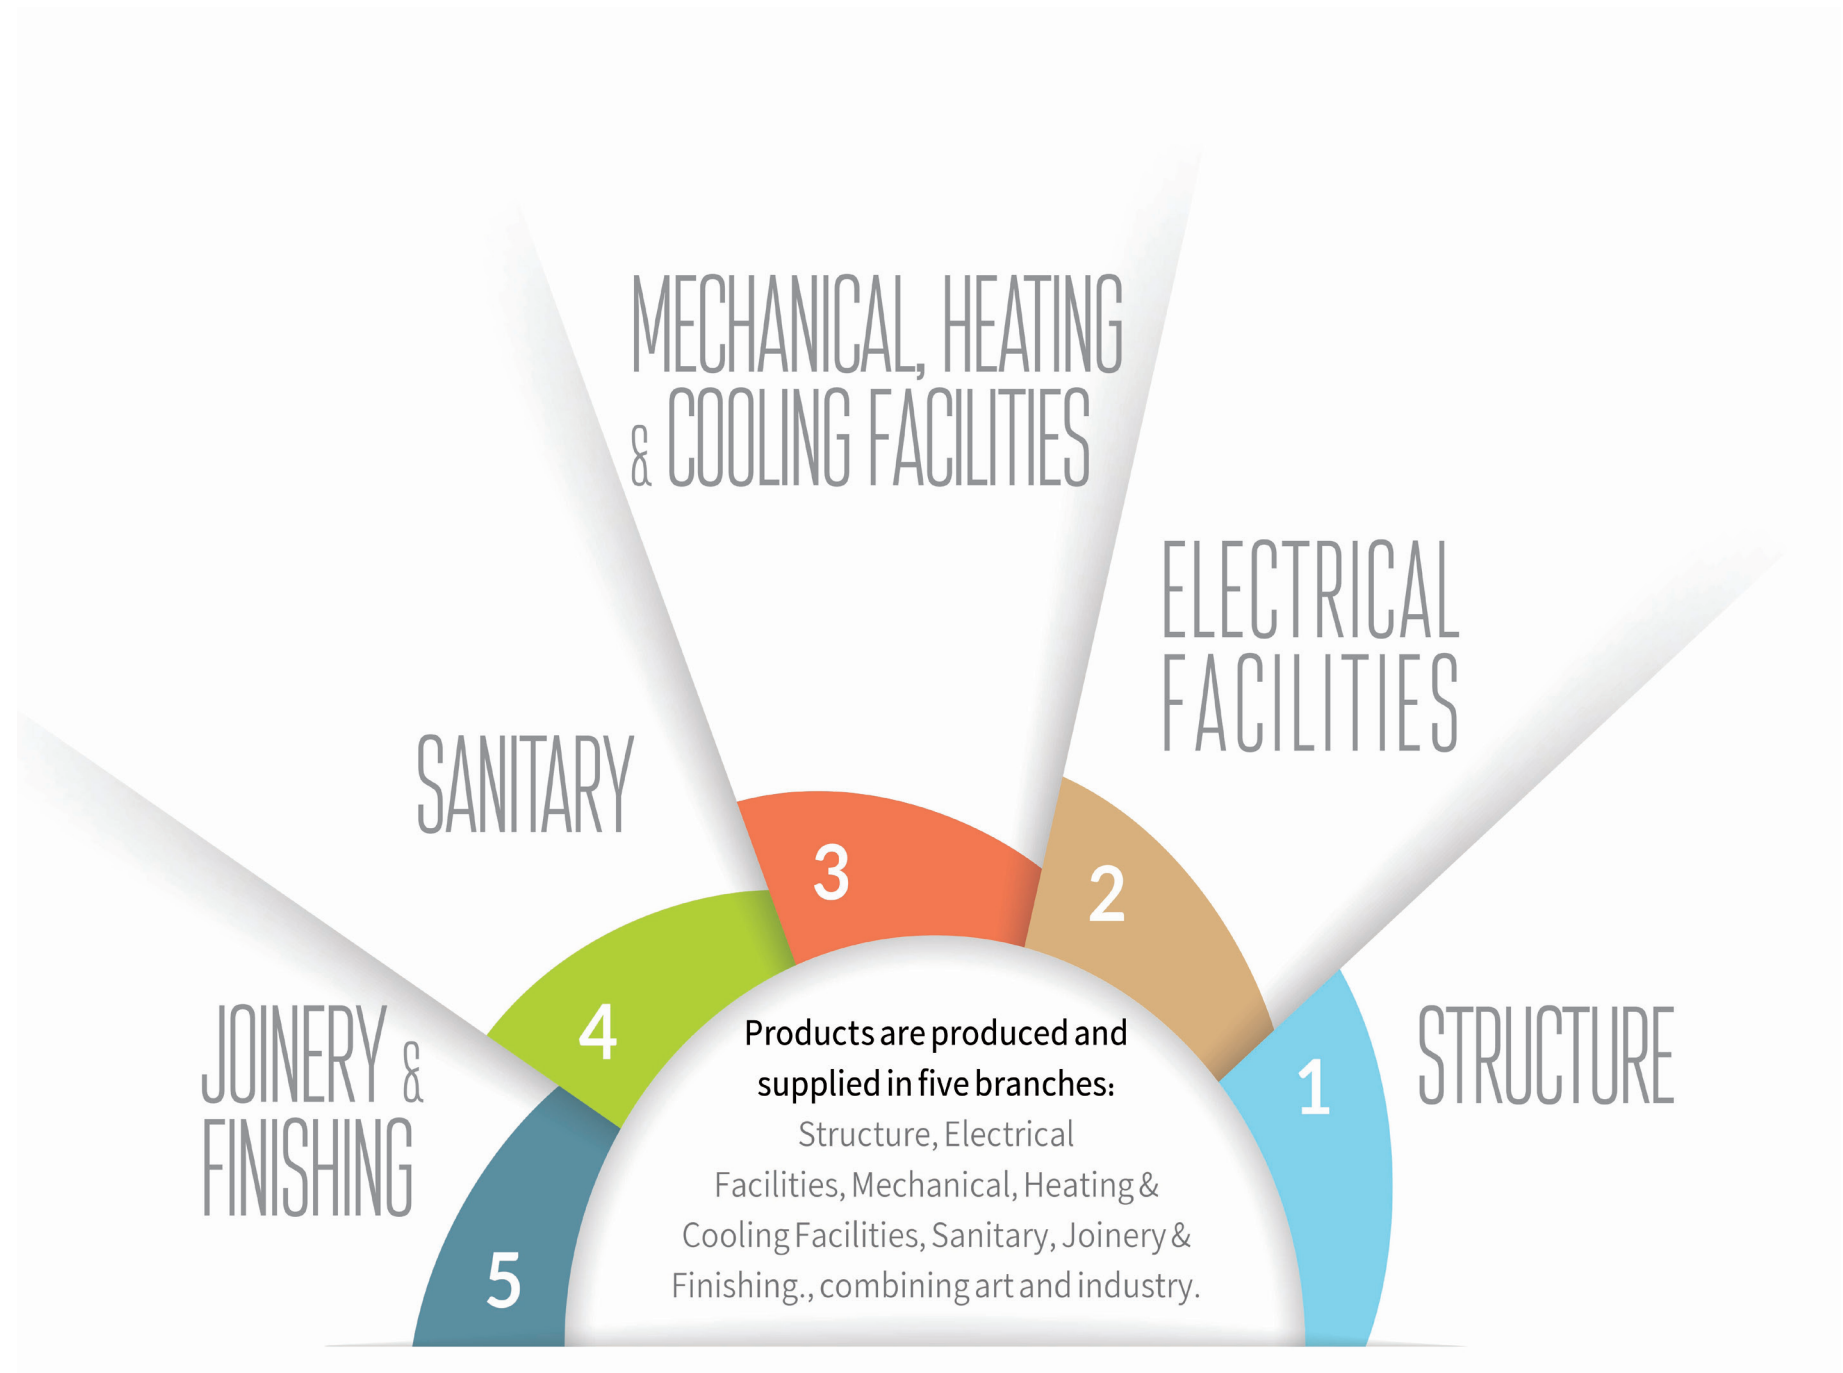 MECHANICAL, HEATING
& COOLING FACILITIES
ELECTRICAL
FACILITIES
SANITARY
STRUCTURE
JOINERY &
FINISHING
3
2
4
1
5
Products are produced and
supplied in five branches:
Structure, Electrical
Facilities, Mechanical, Heating &
Cooling Facilities, Sanitary, Joinery &
Finishing., combining art and industry.